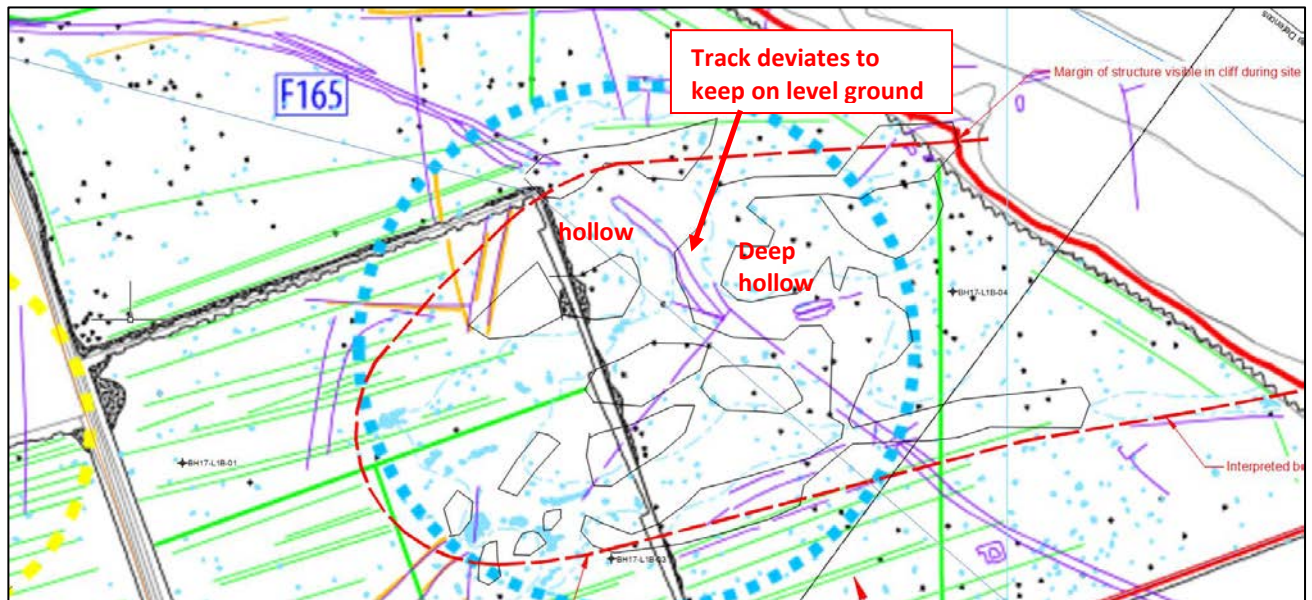 Track deviates to
keep on level ground
F165
Margin of structure visible in cliff during site
hollow
Deep
hollow
BH17-L1B-04
BH17-L1B-01
Interpreted be
BH17-L1B-03